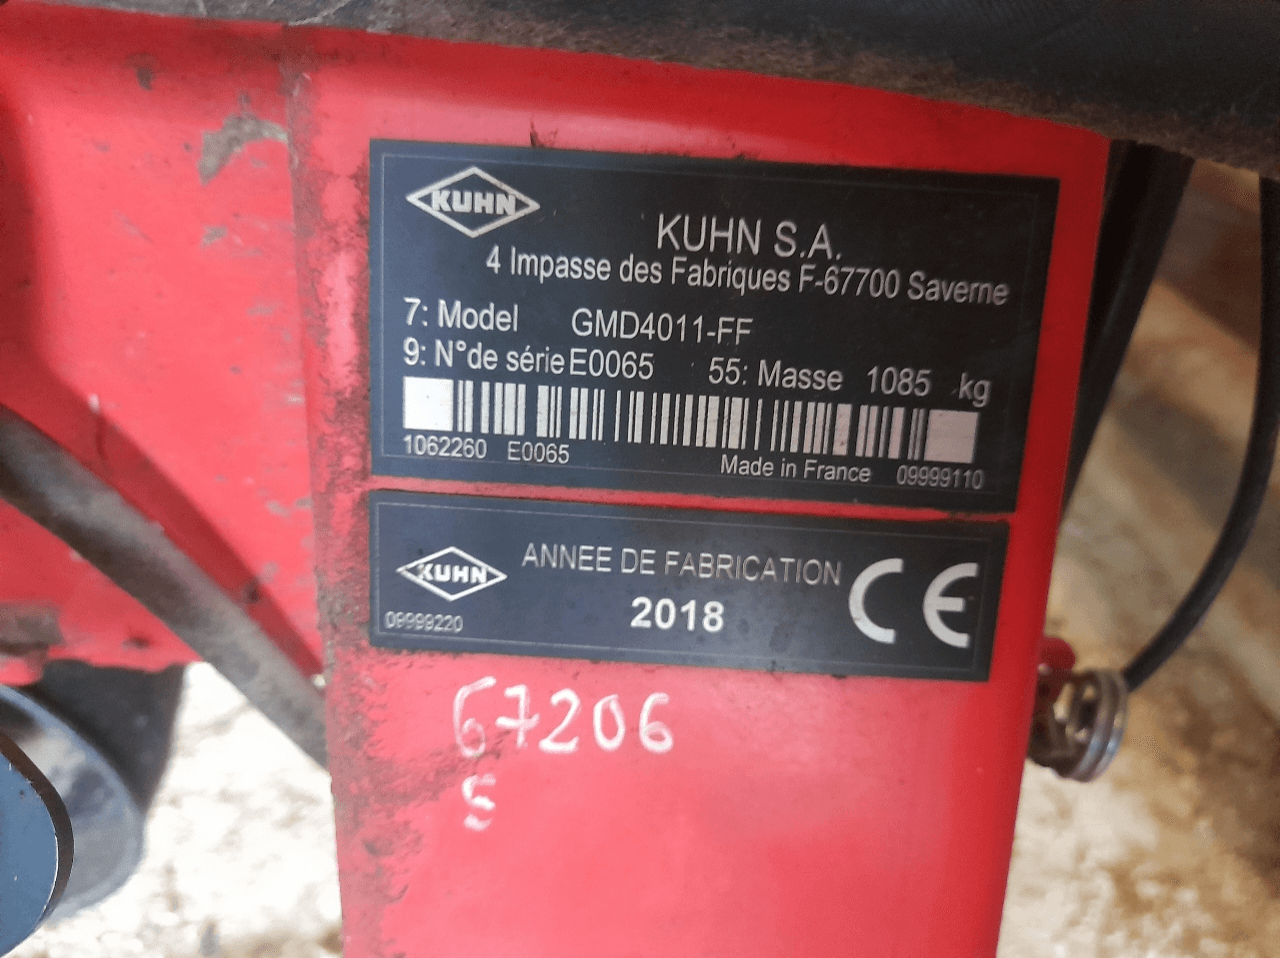 KUHN
KUHN S.A.
4 Impasse des Fabriques F-67700 Saverne
7: Model GMD4011-FF
9: N°de série E0065 55: Masse 1085 kg
1062260 E0065 Made in France 09999110
KUHN
ANNEE DE FABRICATION
2018
CE
09999220
67206
S